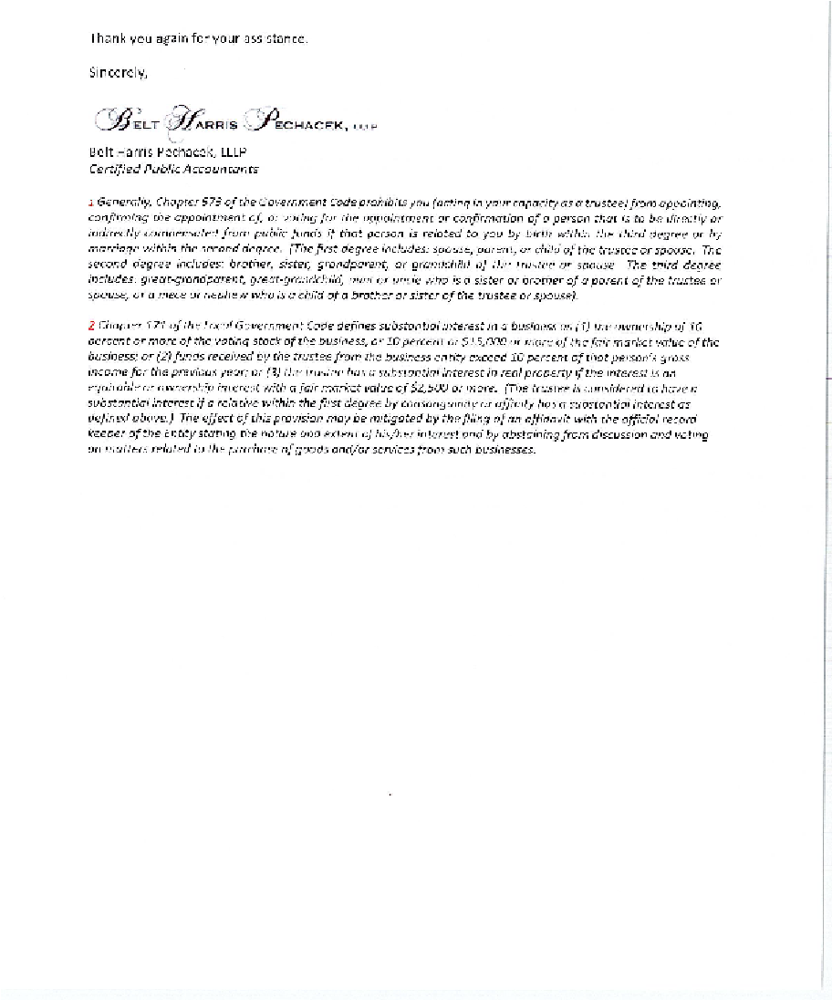 Thank you again for your assistance.
Sincerely,
BELT HARRIS PECHACEK, LLLP
Belt Harris Pechacek, LLLP
Certified Public Accountants
1 Generally, Chapter 573 of the Government Code prohibits you (acting in your capacity as a trustee) from appointing,
confirming the appointment of, or voting for the appointment or confirmation of a person that is to be directly or
indirectly compensated from public funds if that person is related to you by birth within the third degree or by
marriage within the second degree. (The first degree includes: spouse, parent, or child of the trustee or spouse. The
second degree includes: brother, sister, grandparent, or grandchild of the trustee or spouse. The third degree
includes: great-grandparent, great-grandchild, aunt or uncle who is a sister or brother of a parent of the trustee or
spouse, or a niece or nephew who is a child of a brother or sister of the trustee or spouse).
2 Chapter 171 of the Local Government Code defines substantial interest in a business as (1) the ownership of 10
percent or more of the voting stock of the business, or 10 percent or $15,000 or more of the fair market value of the
business; or (2) funds received by the trustee from the business entity exceed 10 percent of that person's gross
income for the previous year; or (3) the trustee has a substantial interest in real property if the interest is an
equitable or ownership interest with a fair market value of $2,500 or more. (The trustee is considered to have a
substantial interest if a relative within the first degree by consanguinity or affinity has a substantial interest as
defined above.) The effect of this provision may be mitigated by the filing of an affidavit with the official record
keeper of the Entity stating the nature and extent of his/her interest and by abstaining from discussion and voting
on matters related to the purchase of goods and/or services from such businesses.